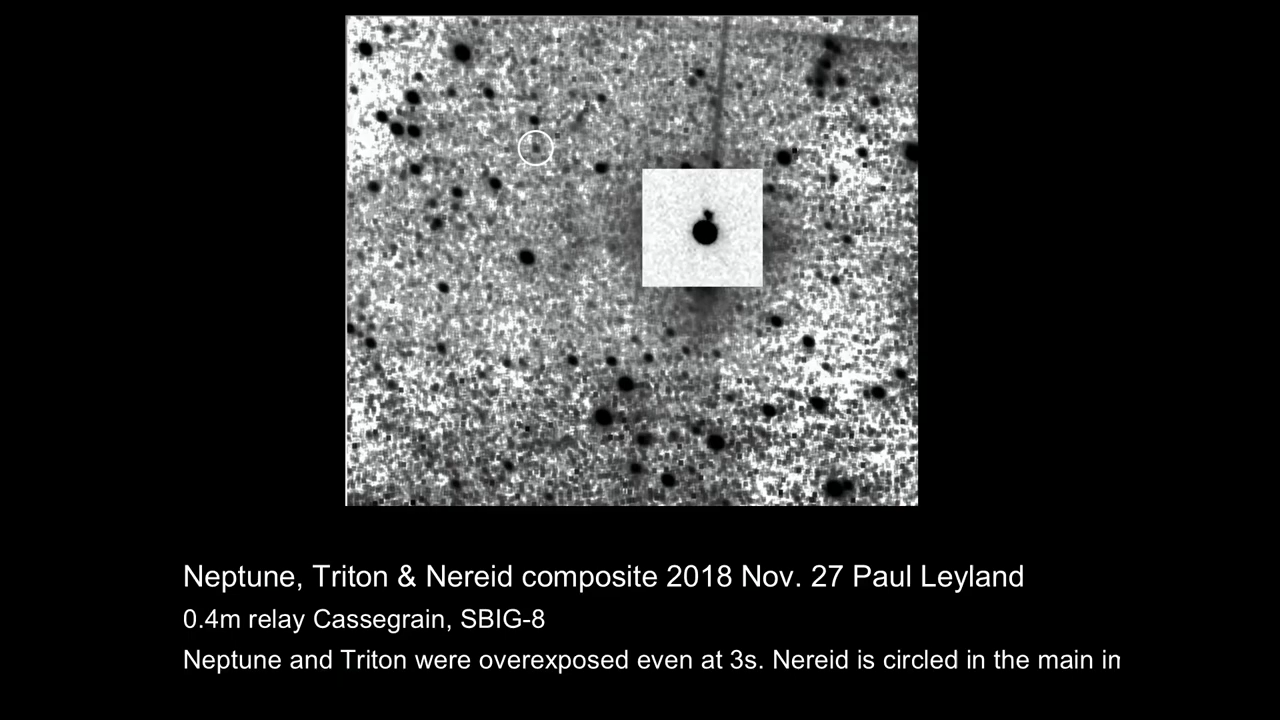 Neptune, Triton & Nereid composite 2018 Nov. 27 Paul Leyland
0.4m relay Cassegrain, SBIG-8
Neptune and Triton were overexposed even at 3s. Nereid is circled in the main